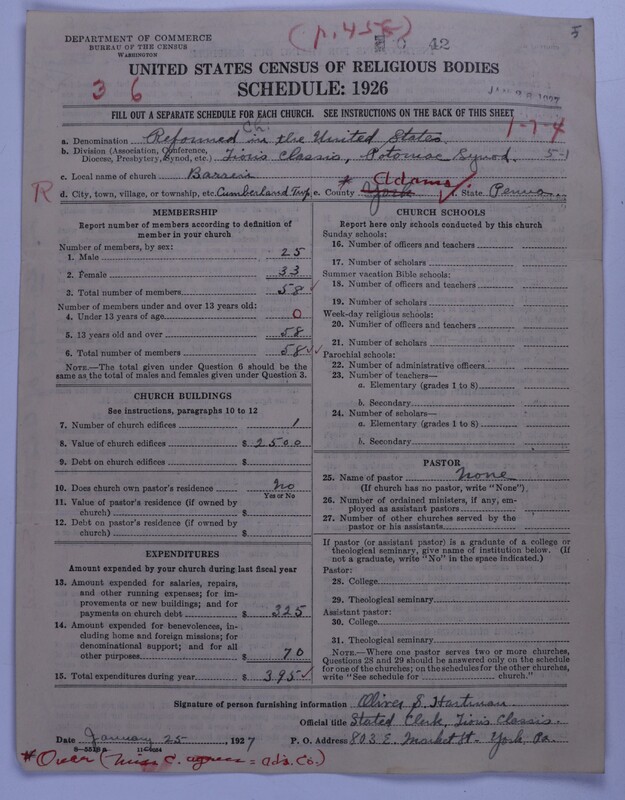 (p. 458)
5
DEPARTMENT OF COMMERCE
BUREAU OF THE CENSUS
WASHINGTON
42
UNITED STATES CENSUS OF RELIGIOUS BODIES
SCHEDULE: 1926
3 6
FILL OUT A SEPARATE SCHEDULE FOR EACH CHURCH. SEE INSTRUCTIONS ON THE BACK OF THIS SHEET
1-7-4
a. Denomination Reformed Ch. in the United States.
b. Division (Association, Conference, Diocese, Presbytery, Synod, etc.) Zion's Classis, Potomac Synod. 5-1
c. Local name of church
R d. City, town, village, or township, etc. Cumberland Twp e. County York * Adams f. State Penna.
MEMBERSHIP
Report number of members according to definition of
member in your church
Number of members, by sex:
1. Male 25
2. Female 33
3. Total number of members 58
Number of members under and over 13 years old:
4. Under 13 years of age 0
5. 13 years old and over 58
6. Total number of members 58
NOTE.—The total given under Question 6 should be the
same as the total of males and females given under Question 3.
CHURCH BUILDINGS
See instructions, paragraphs 10 to 12
7. Number of church edifices 1
8. Value of church edifices $ 2500
9. Debt on church edifices $
10. Does church own pastor's residence No
Yes or No
11. Value of pastor's residence (if owned by
church) $
12. Debt on pastor's residence (if owned by
church) $
EXPENDITURES
Amount expended by your church during last fiscal year
13. Amount expended for salaries, repairs,
and other running expenses; for im-
provements or new buildings; and for
payments on church debt $ 325
14. Amount expended for benevolences, in-
cluding home and foreign missions; for
denominational support; and for all
other purposes $ 70
15. Total expenditures during year $ 395
CHURCH SCHOOLS
Report here only schools conducted by this church
Sunday schools:
16. Number of officers and teachers
17. Number of scholars
Summer vacation Bible schools:
18. Number of officers and teachers
19. Number of scholars
Week-day religious schools:
20. Number of officers and teachers
21. Number of scholars
Parochial schools:
22. Number of administrative officers
23. Number of teachers—
a. Elementary (grades 1 to 8)
b. Secondary
24. Number of scholars—
a. Elementary (grades 1 to 8)
b. Secondary
PASTOR
25. Name of pastor None
(If church has no pastor, write "None")
26. Number of ordained ministers, if any, em-
ployed as assistant pastors
27. Number of other churches served by the
pastor or his assistants
If pastor (or assistant pastor) is a graduate of a college or
theological seminary, give name of institution below. (If
not a graduate, write "No" in the space indicated.)
Pastor:
28. College
29. Theological seminary
Assistant pastor:
30. College
31. Theological seminary
NOTE.—Where one pastor serves two or more churches,
Questions 28 and 29 should be answered only on the schedule
for one of the churches; on the schedules for the other churches,
write "See schedule for church."
Signature of person furnishing information Oliver S. Hartman
Official title Stated Clerk, Zion's Classis.
Date January 25, 1927 P. O. Address 803 E. Market St- York, Pa.
* Over (Miss C. agrees = Ads. Co.)